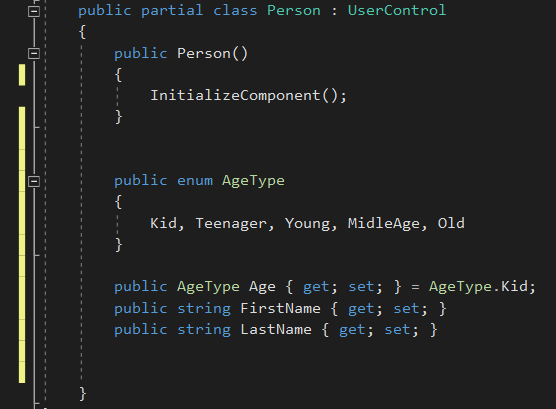 public partial class Person : UserControl
{
public Person()
{
InitializeComponent();
}
public enum AgeType
{
Kid, Teenager, Young, MidleAge, Old
}
public AgeType Age { get; set; } = AgeType.Kid;
public string FirstName { get; set; }
public string LastName { get; set; }
}